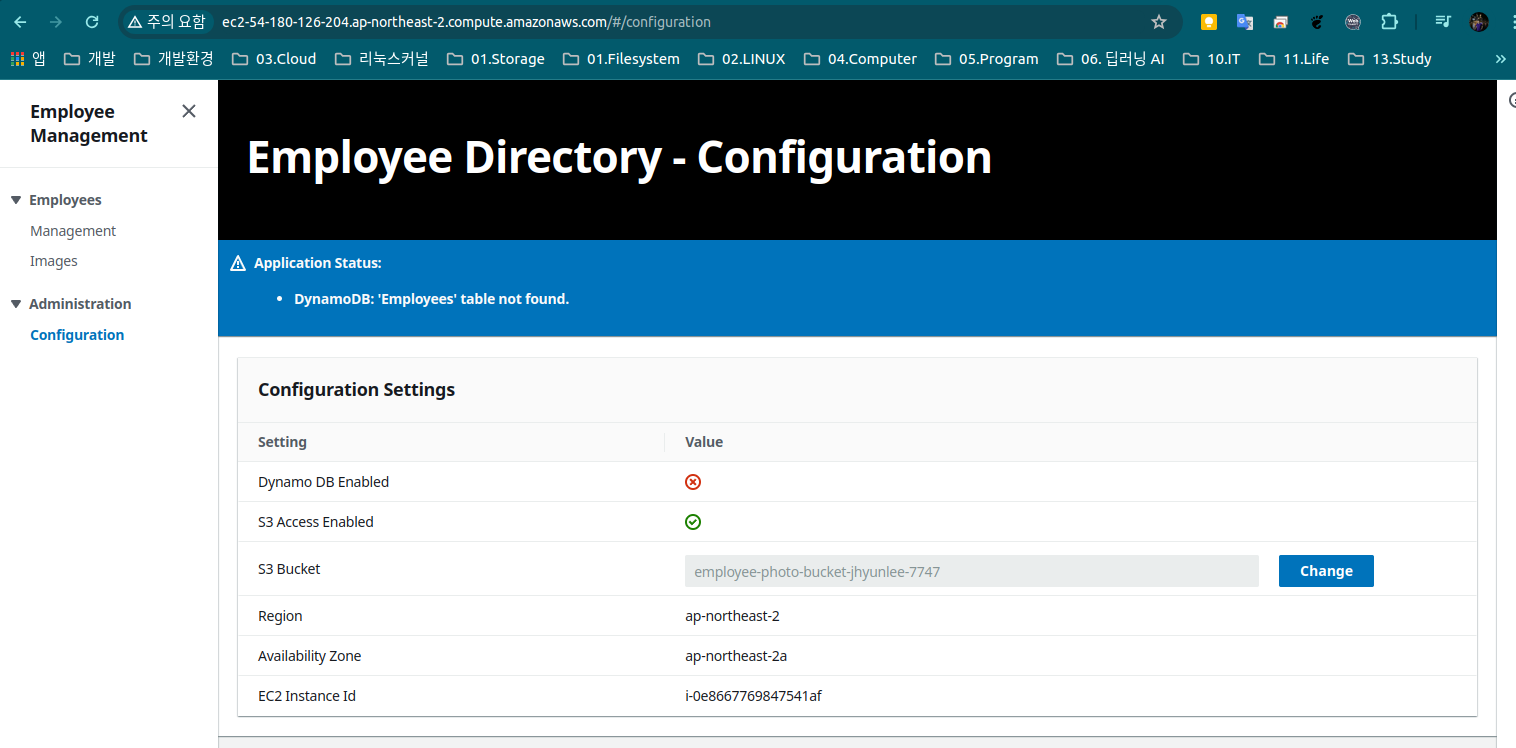 주의 요함 ec2-54-180-126-204.ap-northeast-2.compute.amazonaws.com/#/configuration
앱 개발 개발환경 03.Cloud 리눅스커널 01.Storage 01.Filesystem 02.LINUX 04.Computer 05.Program 06. 딥러닝 AI 10.IT 11.Life 13.Study »
Employee
Management
Employees
Management
Images
Administration
Configuration
Employee Directory - Configuration
Application Status:
• DynamoDB: 'Employees' table not found.
Configuration Settings
Setting Value
Dynamo DB Enabled
S3 Access Enabled
S3 Bucket employee-photo-bucket-jhyunlee-7747 Change
Region ap-northeast-2
Availability Zone ap-northeast-2a
EC2 Instance Id i-0e8667769847541af